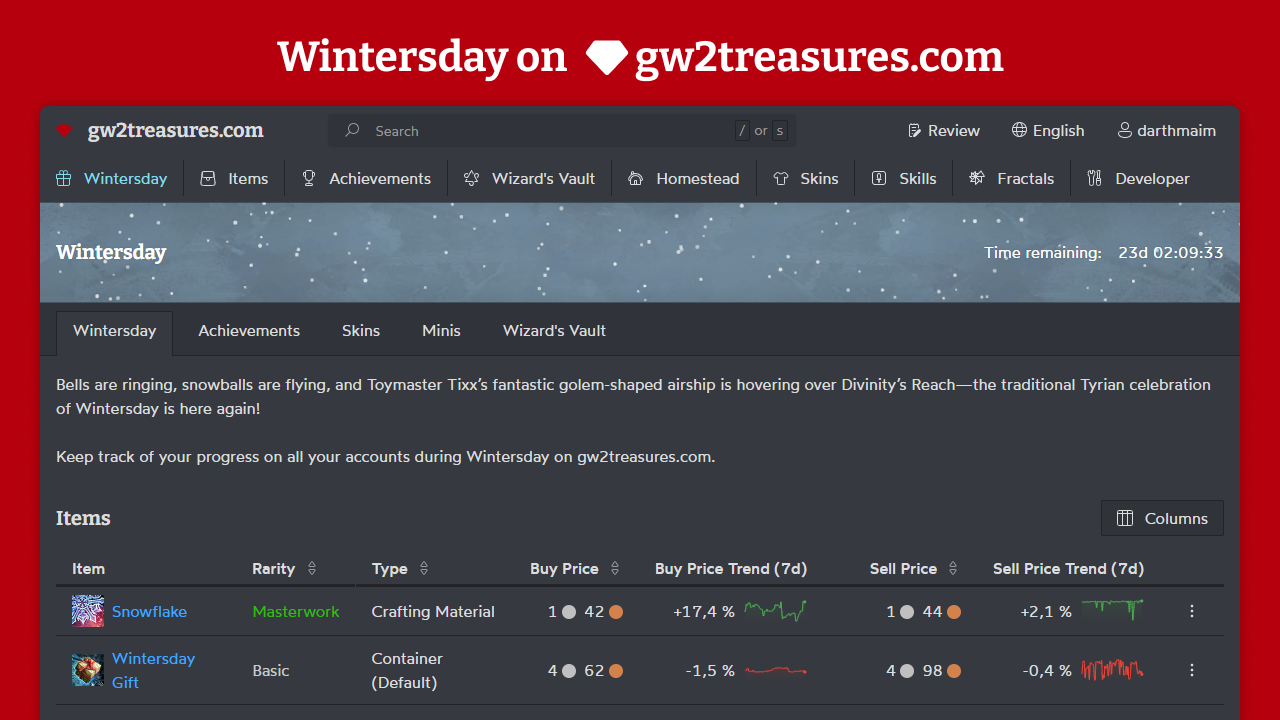 Wintersday on gw2treasures.com
gw2treasures.com Search / or s Review English darthmaim
Wintersday Items Achievements Wizard's Vault Homestead Skins Skills Fractals Developer
Wintersday Time remaining: 23d 02:09:33
Wintersday Achievements Skins Minis Wizard's Vault
Bells are ringing, snowballs are flying, and Toymaster Tixx’s fantastic golem-shaped airship is hovering over Divinity’s Reach—the traditional Tyrian celebration
of Wintersday is here again!
Keep track of your progress on all your accounts during Wintersday on gw2treasures.com.
Items Columns
Item Rarity Type Buy Price Buy Price Trend (7d) Sell Price Sell Price Trend (7d)
Snowflake Masterwork Crafting Material 1 42 +17,4 % 1 44 +2,1 %
Wintersday Gift Basic Container (Default) 4 62 -1,5 % 4 98 -0,4 %